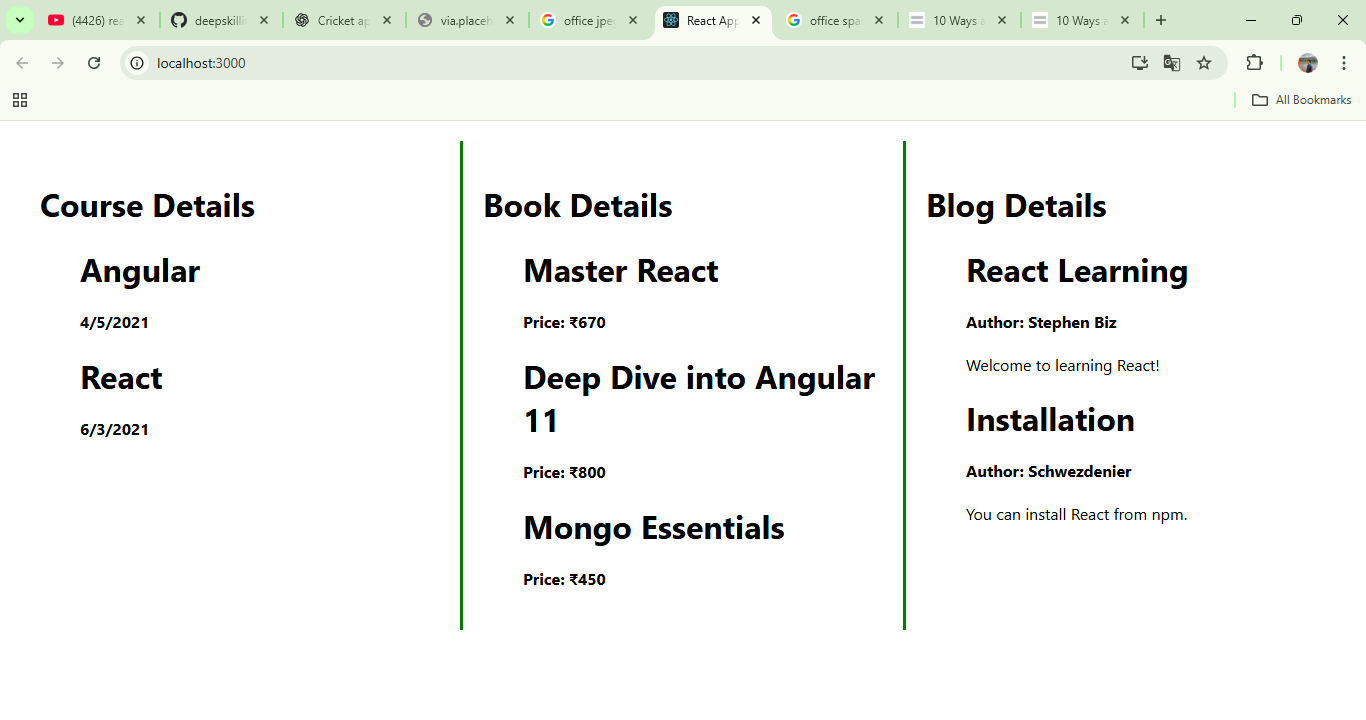 (4426) rea
deepskillin
Cricket ap
via.placeh
office jpe
React App
office spa
10 Ways a
10 Ways a
localhost:3000
All Bookmarks
Course Details
Angular
4/5/2021
React
6/3/2021
Book Details
Master React
Price: ₹670
Deep Dive into Angular
11
Price: ₹800
Mongo Essentials
Price: ₹450
Blog Details
React Learning
Author: Stephen Biz
Welcome to learning React!
Installation
Author: Schwezdenier
You can install React from npm.